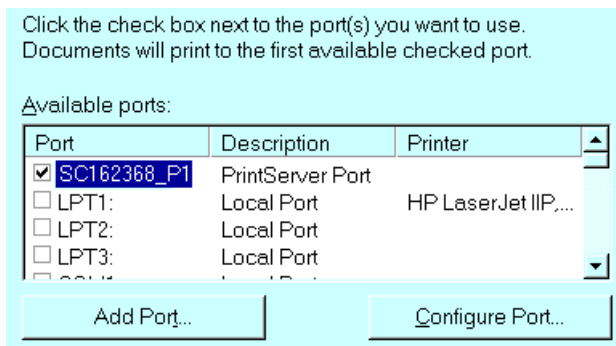 Click the check box next to the port(s) you want to use.
Documents will print to the first available checked port.
Available ports:
Port Description Printer
SC162368_P1 PrintServer Port
LPT1: Local Port HP LaserJet IIP,...
LPT2: Local Port
LPT3: Local Port
Add Port... Configure Port...